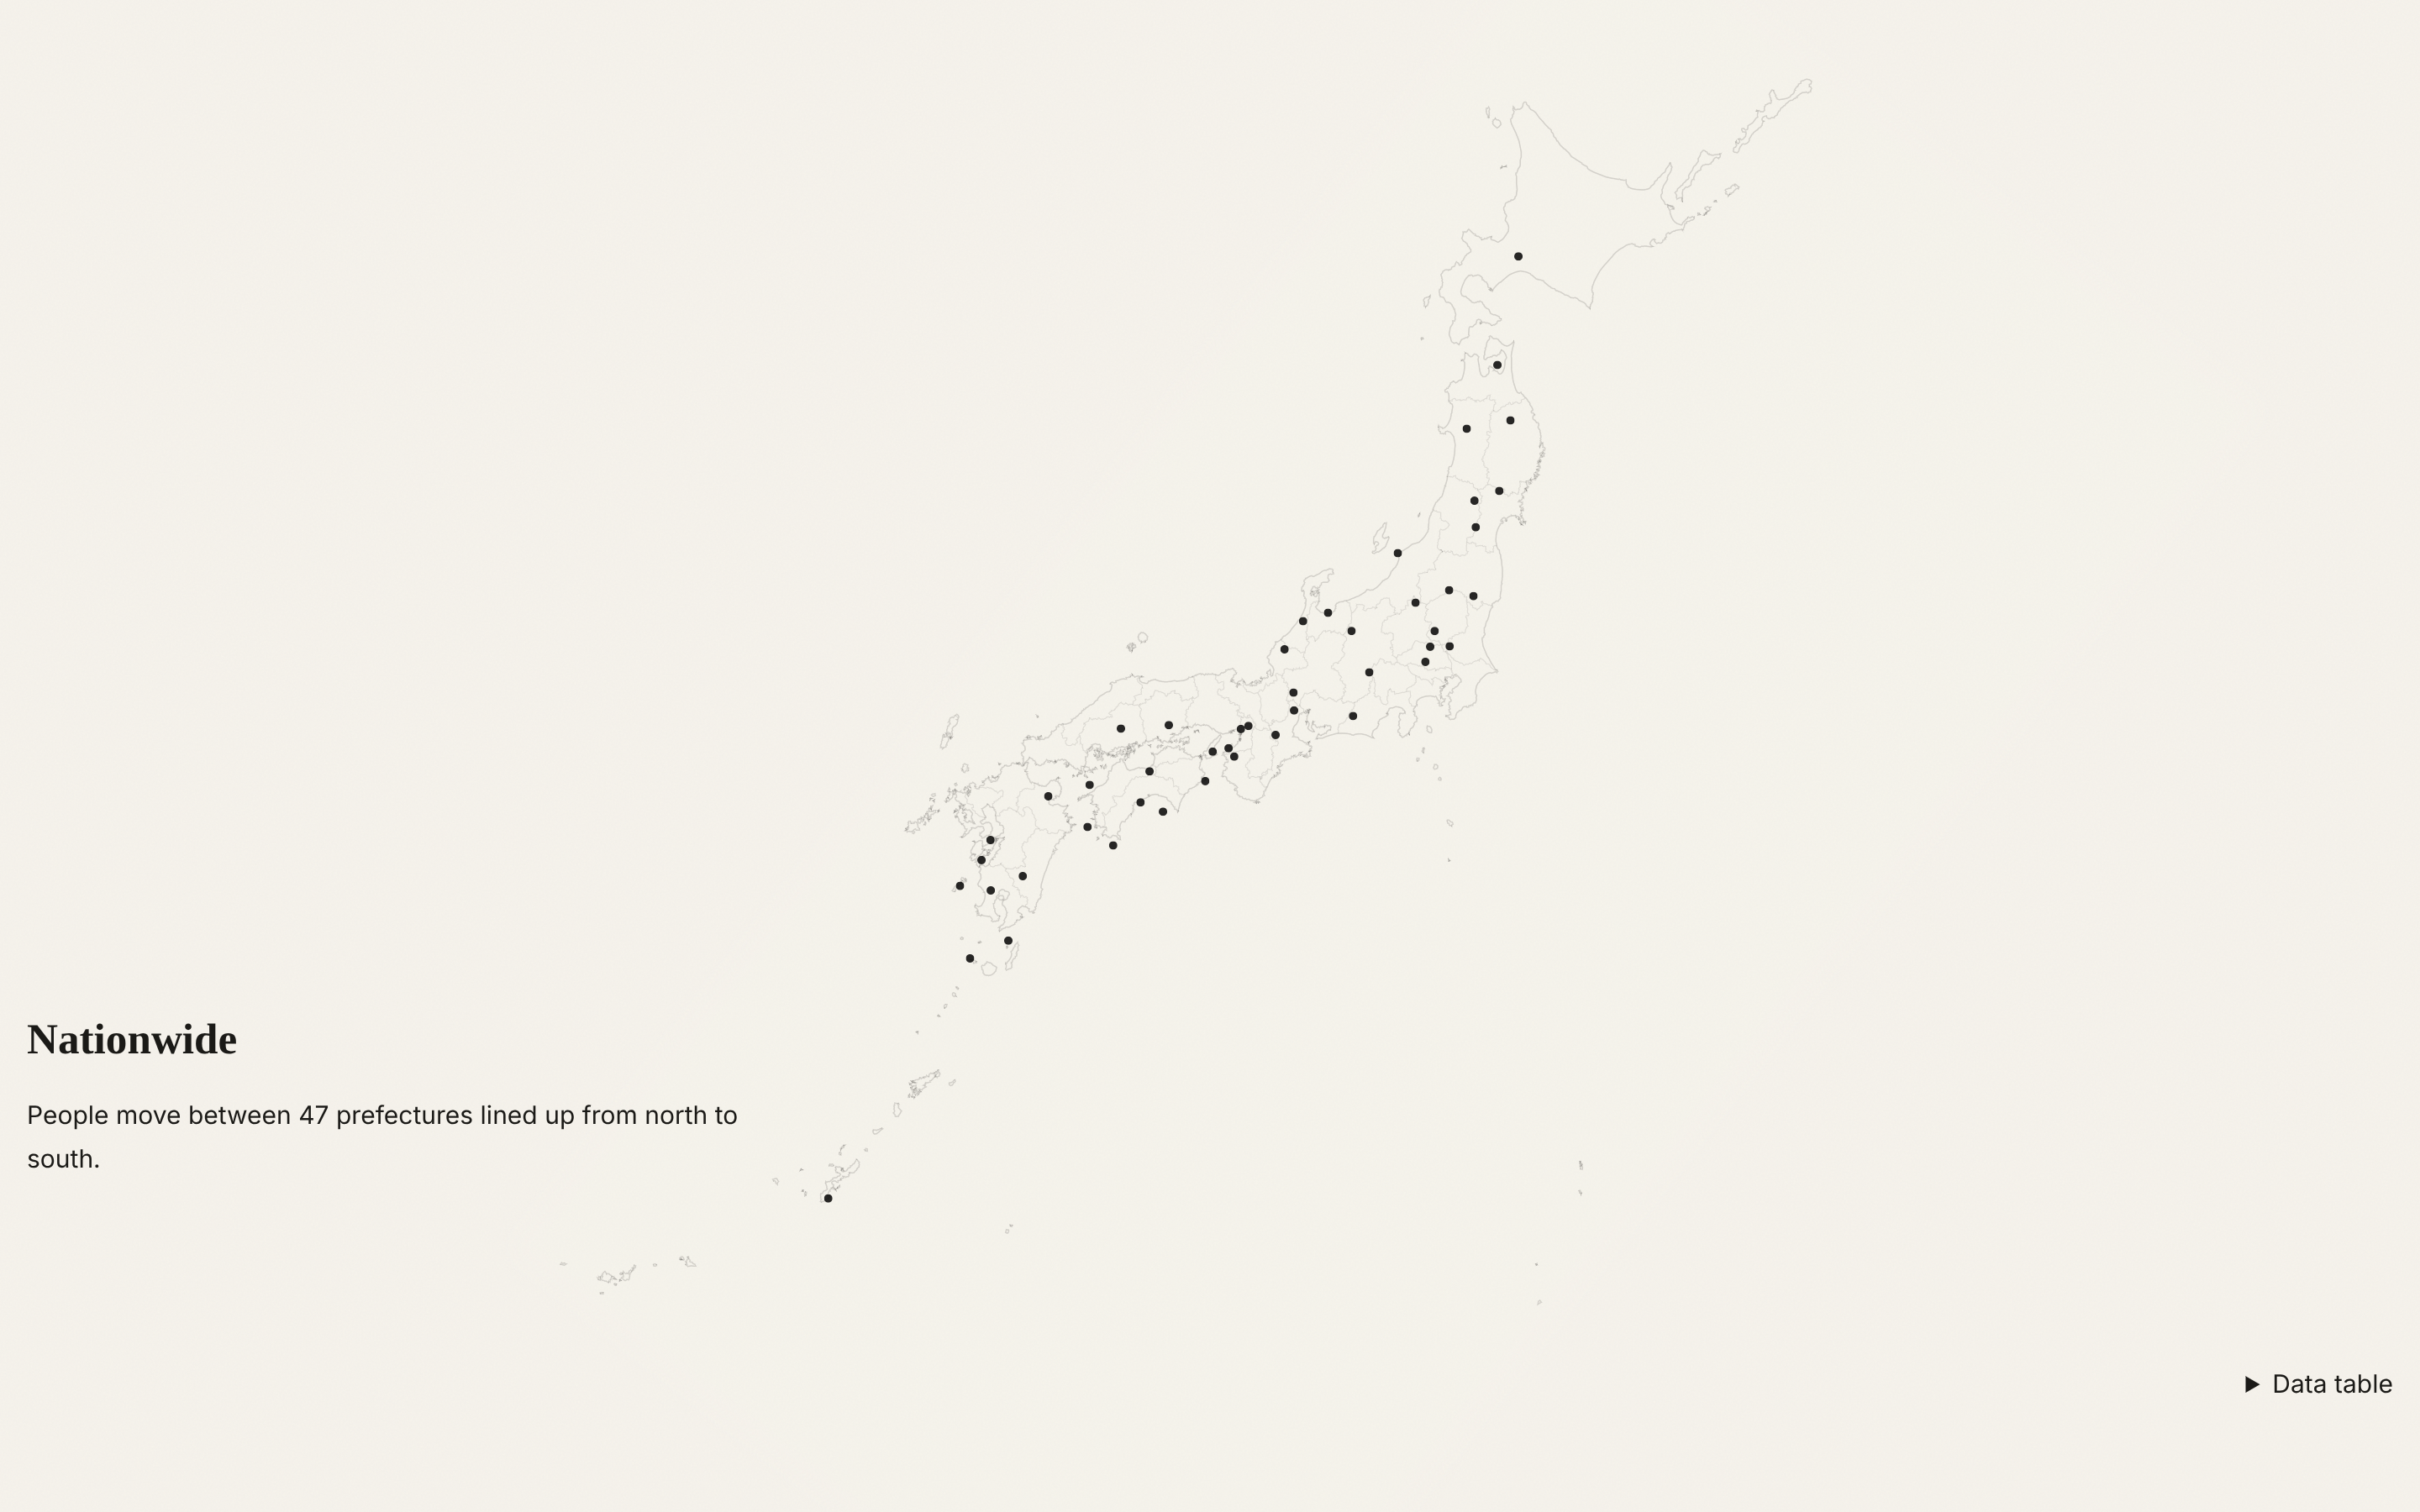 Nationwide
People move between 47 prefectures lined up from north to
south.
▶ Data table